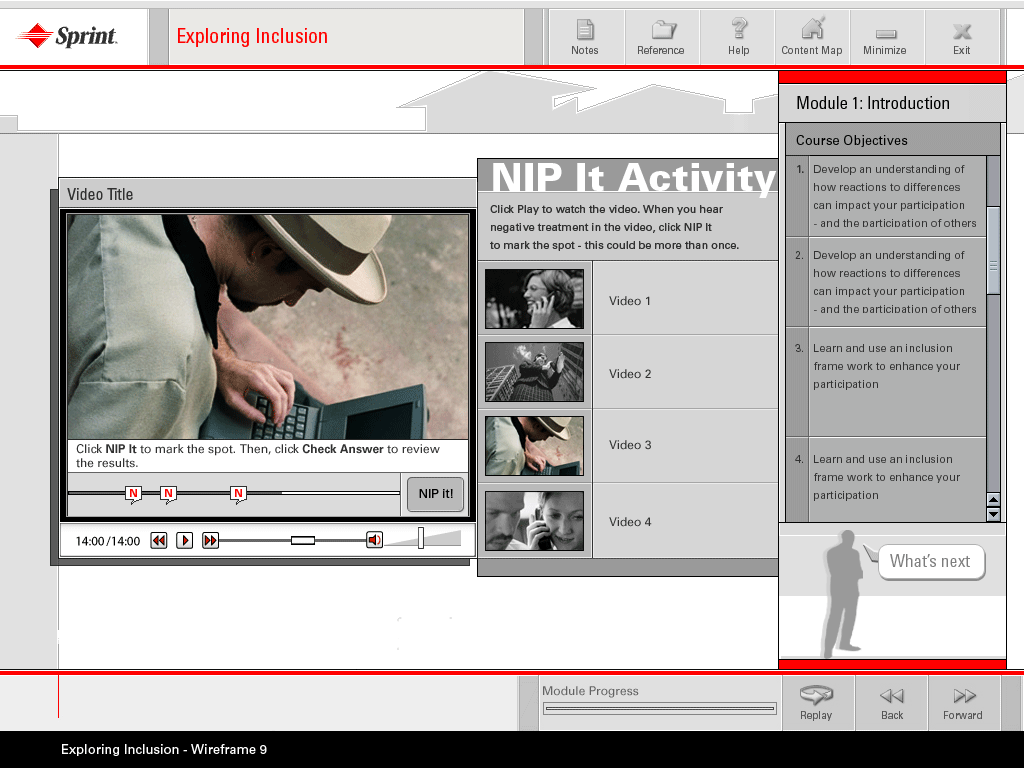 Sprint.
Exploring Inclusion
Notes
Reference
Help
Content Map
Minimize
Exit
Module 1: Introduction
Course Objectives
1. Develop an understanding of
how reactions to differences
can impact your participation
- and the participation of others
2. Develop an understanding of
how reactions to differences
can impact your participation
- and the participation of others
3. Learn and use an inclusion
frame work to enhance your
participation
4. Learn and use an inclusion
frame work to enhance your
participation
What's next
Video Title
Click NIP It to mark the spot. Then, click Check Answer to review
the results.
N N N
NIP it!
14:00/14:00
NIP It Activity
Click Play to watch the video. When you hear
negative treatment in the video, click NIP It
to mark the spot - this could be more than once.
Video 1
Video 2
Video 3
Video 4
Module Progress
Replay
Back
Forward
Exploring Inclusion - Wireframe 9